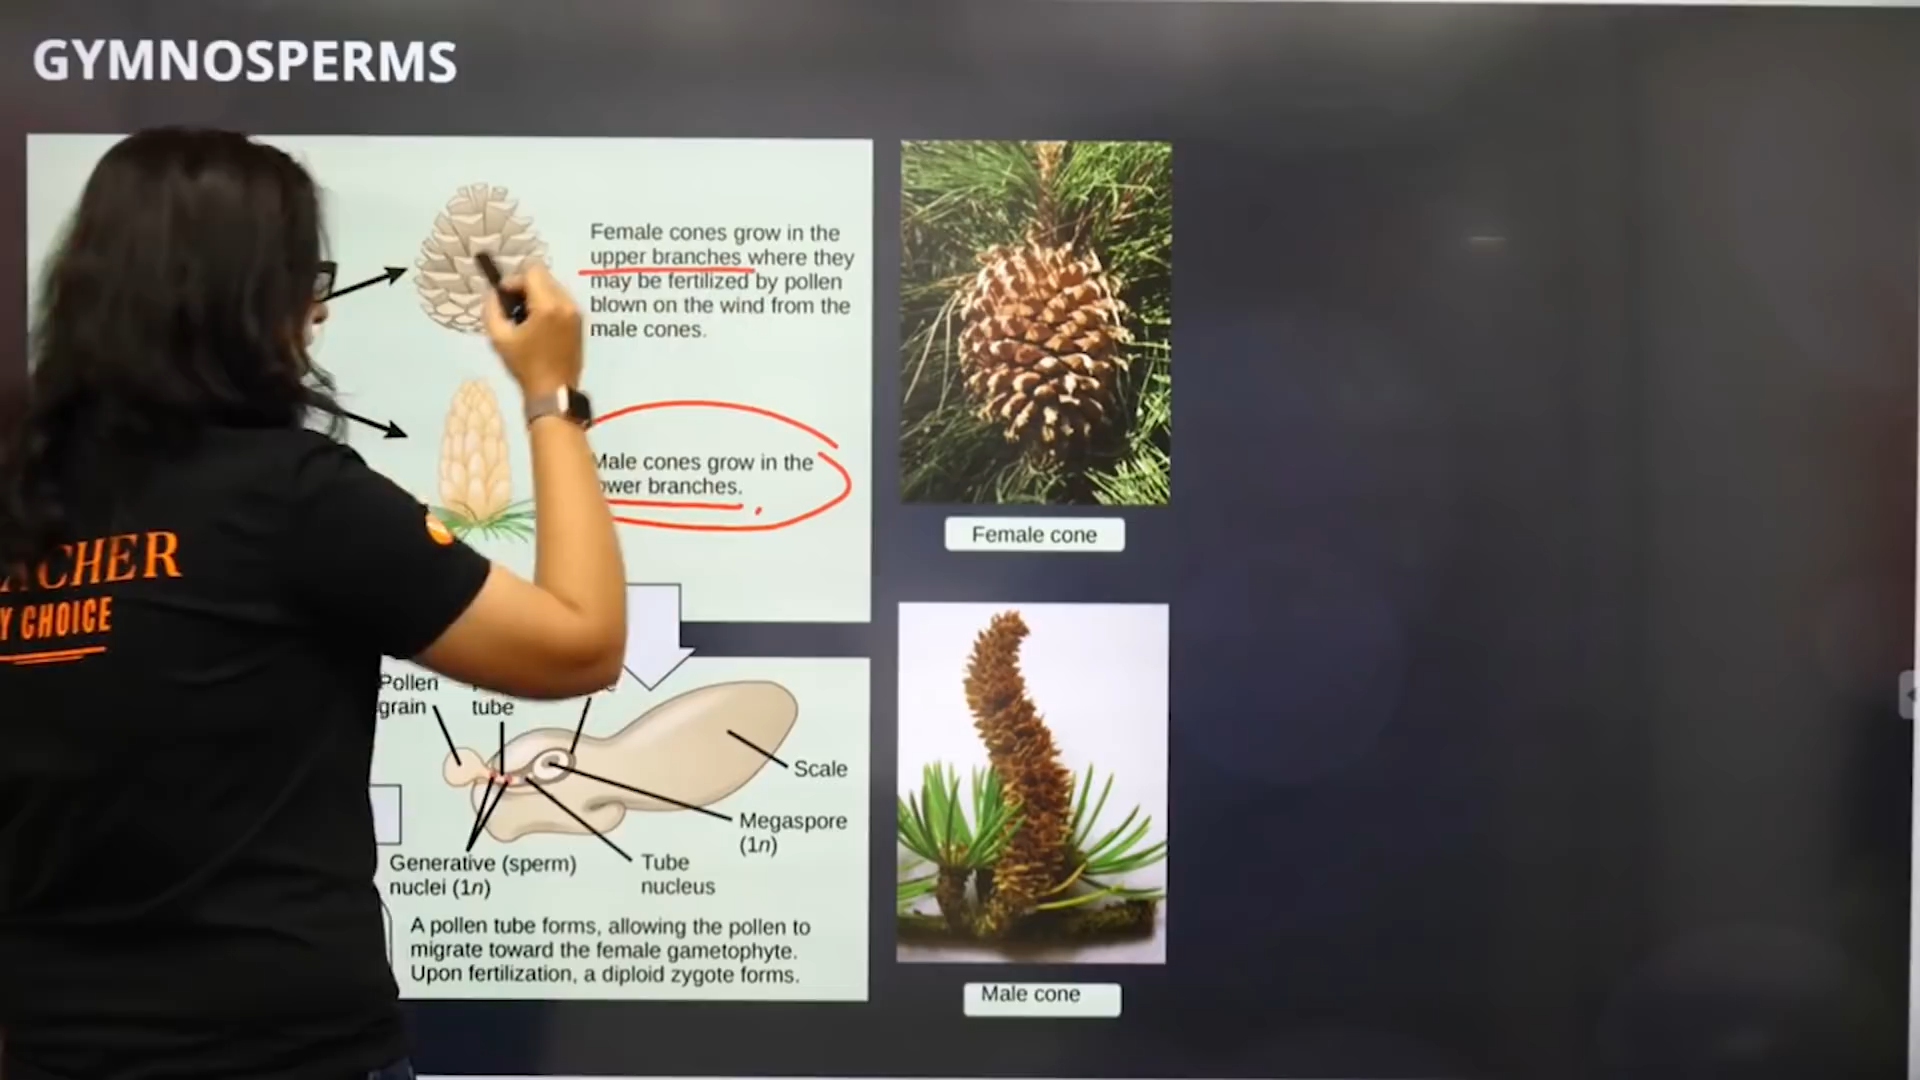 GYMNOSPERMS
Female cones grow in the
upper branches where they
may be fertilized by pollen
blown on the wind from the
male cones.
Male cones grow in the
ower branches.
Female cone
ACHER
Y CHOICE
Pollen
grain
tube
Scale
Megaspore
(1n)
Generative (sperm)
nuclei (1n)
Tube
nucleus
A pollen tube forms, allowing the pollen to
migrate toward the female gametophyte.
Upon fertilization, a diploid zygote forms.
Male cone